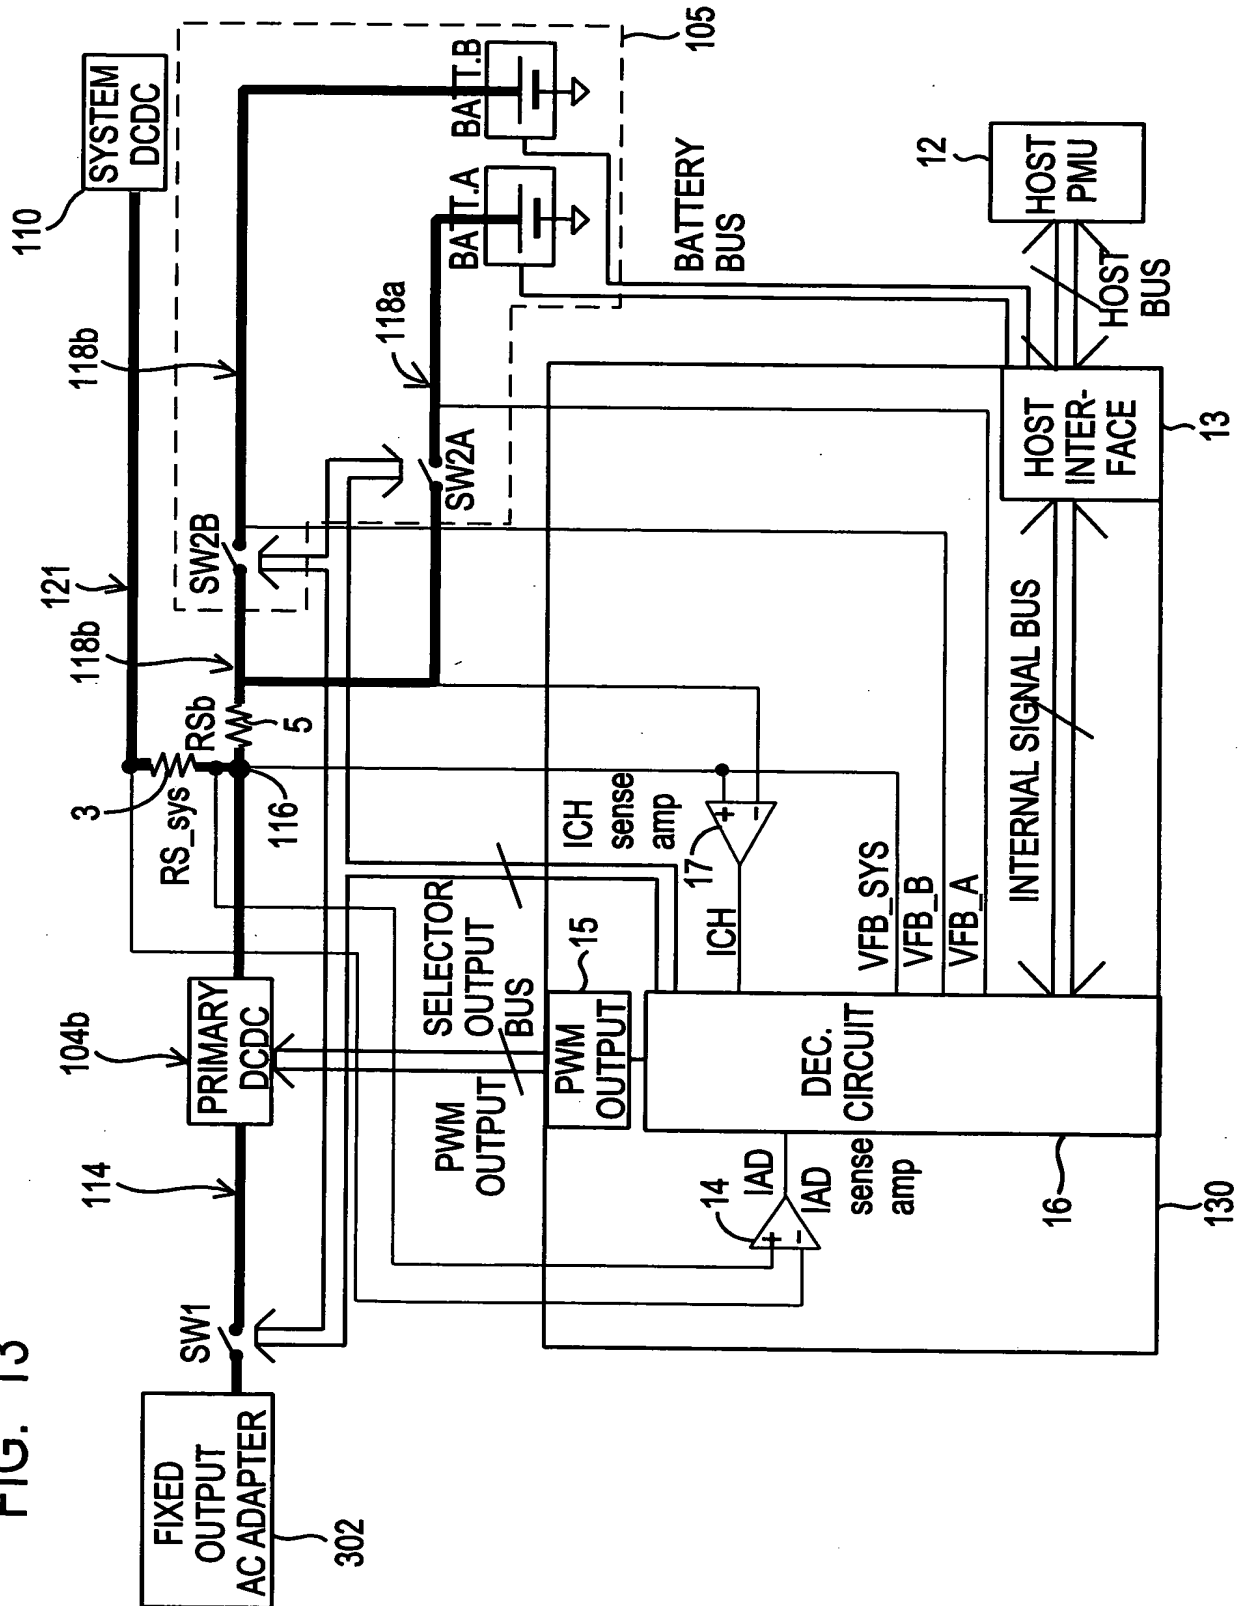 FIG. 13
FIXED
OUTPUT
AC ADAPTER
302
SW1
114
PRIMARY
DCDC
104b
RS_sys
3
116
RSb
5
118b
121
SW2B
118b
110
SYSTEM
DCDC
105
BATT.B
BATT.A
118a
SW2A
BATTERY
BUS
12
HOST
PMU
HOST
BUS
HOST
INTER-
FACE
13
INTERNAL SIGNAL BUS
SELECTOR
OUTPUT
BUS
PWM
OUTPUT
15
PWM
OUTPUT
ICH
sense
amp
17
+
-
ICH
VFB_SYS
VFB_B
VFB_A
DEC.
CIRCUIT
16
14
+
-
IAD
IAD
sense
amp
130